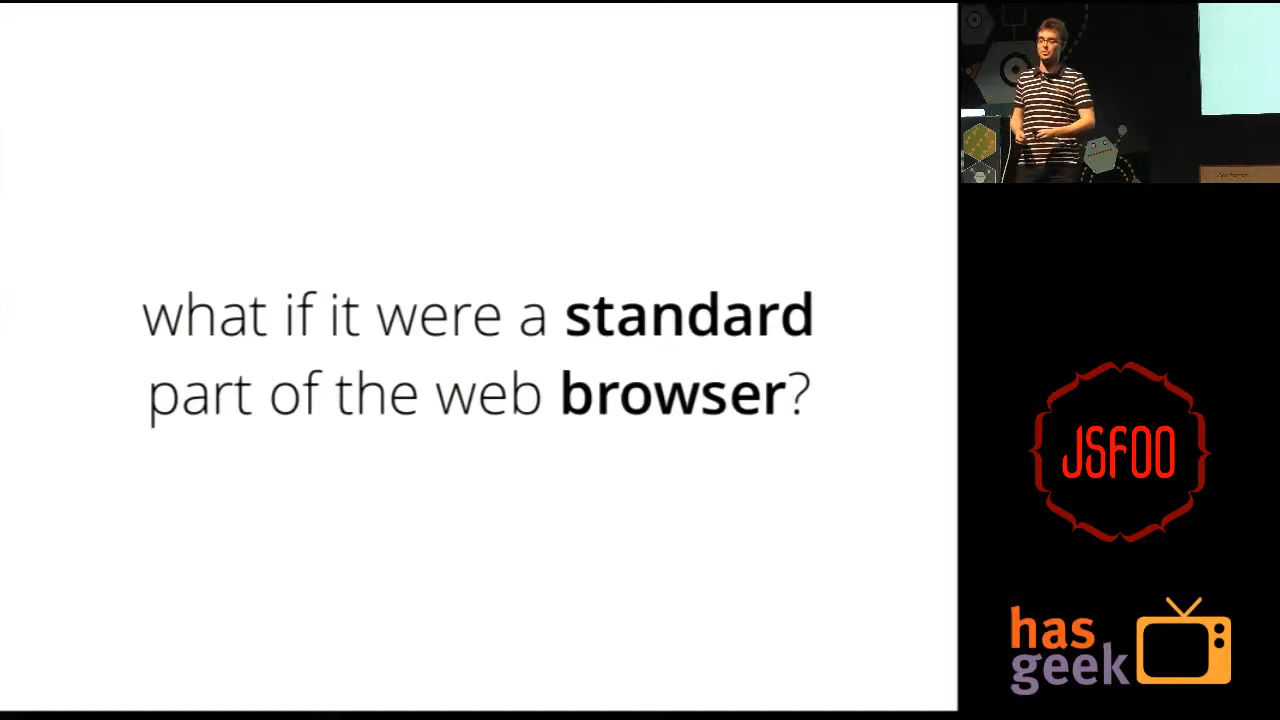 what if it were a standard
part of the web browser?
JSFOO
has
geek